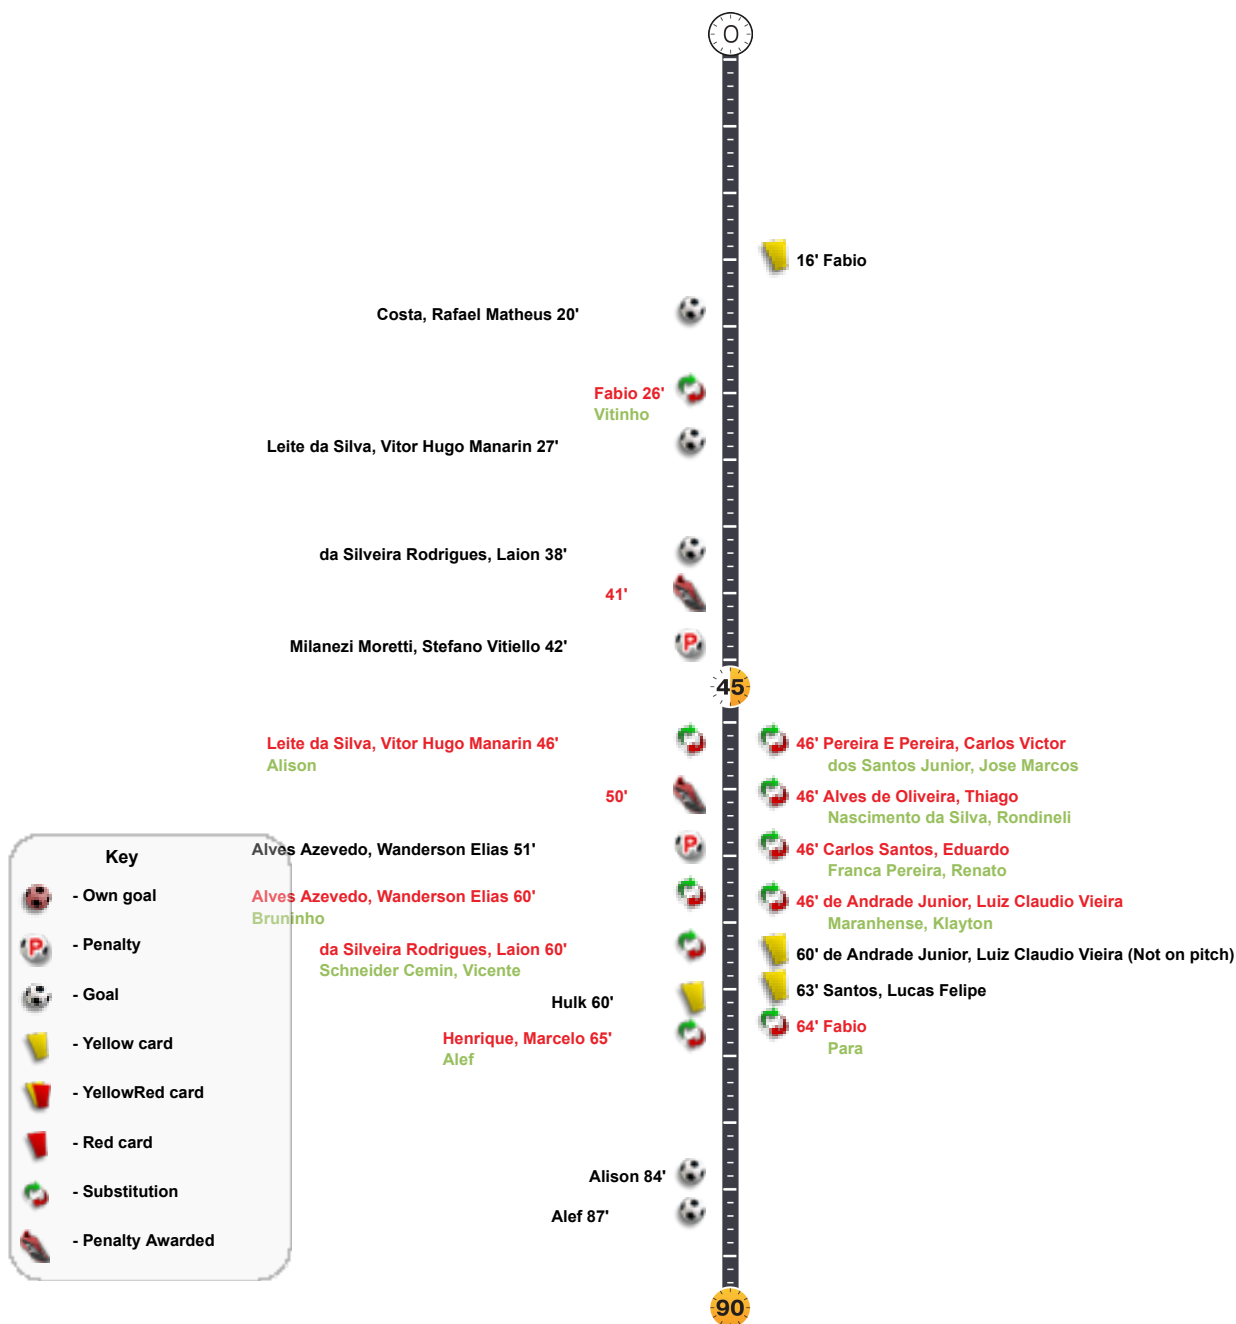 0
16' Fabio
Costa, Rafael Matheus 20'
Fabio 26'
Vitinho
Leite da Silva, Vitor Hugo Manarin 27'
da Silveira Rodrigues, Laion 38'
41'
Milanezi Moretti, Stefano Vitiello 42'
P
45
Leite da Silva, Vitor Hugo Manarin 46'
Alison
46' Pereira E Pereira, Carlos Victor
dos Santos Junior, Jose Marcos
50'
46' Alves de Oliveira, Thiago
Nascimento da Silva, Rondineli
Alves Azevedo, Wanderson Elias 51'
P
46' Carlos Santos, Eduardo
Franca Pereira, Renato
Alves Azevedo, Wanderson Elias 60'
Bruninho
46' de Andrade Junior, Luiz Claudio Vieira
Maranhense, Klayton
da Silveira Rodrigues, Laion 60'
Schneider Cemin, Vicente
60' de Andrade Junior, Luiz Claudio Vieira (Not on pitch)
Hulk 60'
63' Santos, Lucas Felipe
Henrique, Marcelo 65'
Alef
64' Fabio
Para
Alison 84'
Alef 87'
90
Key
- Own goal
P
- Penalty
- Goal
- Yellow card
- YellowRed card
- Red card
- Substitution
- Penalty Awarded